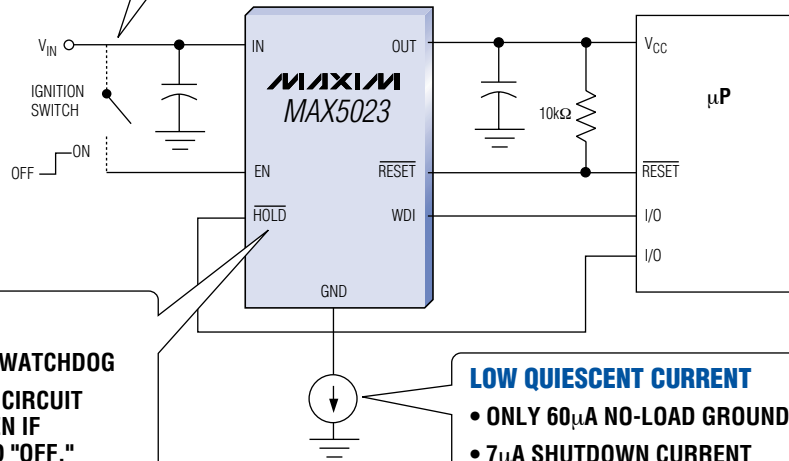 V_IN
IGNITION
SWITCH
ON
OFF
IN
OUT
MAXIM
MAX5023
EN
RESET
HOLD
WDI
GND
10kΩ
V_CC
μP
RESET
I/O
I/O
WATCHDOG
CIRCUIT
EN IF
O "OFF."
LOW QUIESCENT CURRENT
• ONLY 60μA NO-LOAD GROUND
• 7μA SHUTDOWN CURRENT